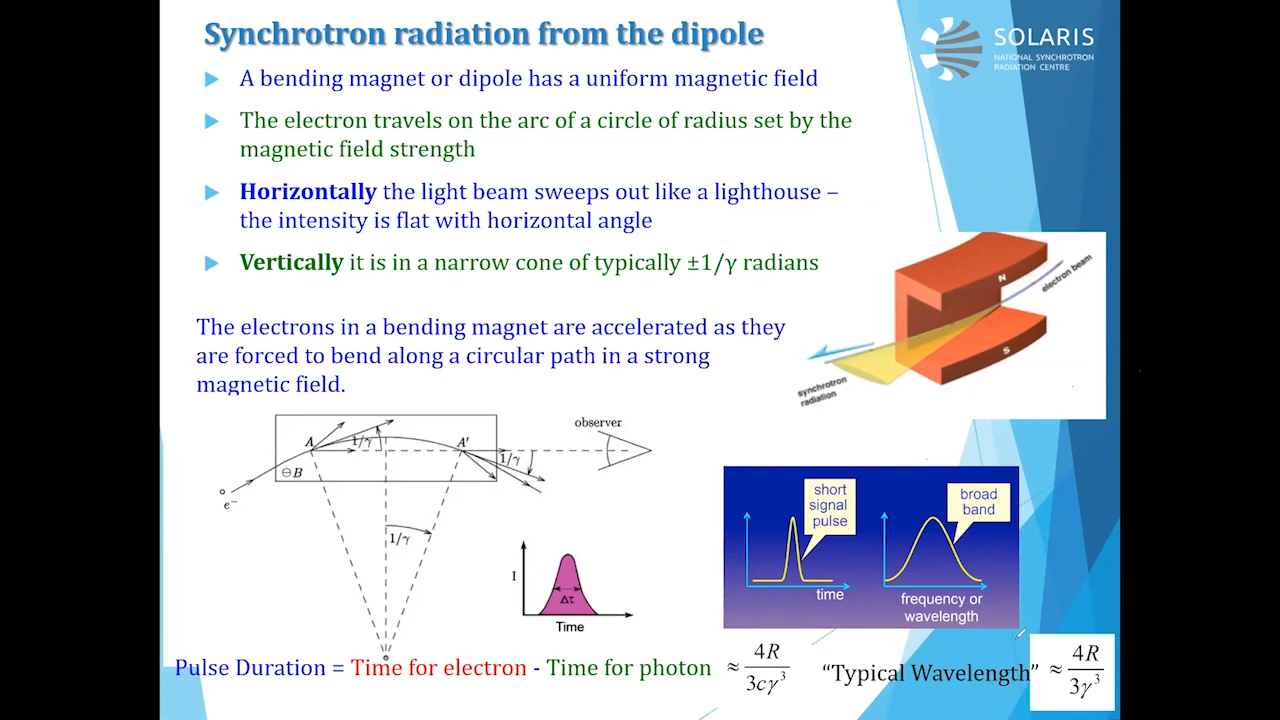 Synchrotron radiation from the dipole
SOLARIS
NATIONAL SYNCHROTRON
RADIATION CENTRE
A bending magnet or dipole has a uniform magnetic field
The electron travels on the arc of a circle of radius set by the
magnetic field strength
Horizontally the light beam sweeps out like a lighthouse –
the intensity is flat with horizontal angle
Vertically it is in a narrow cone of typically ±1/γ radians
The electrons in a bending magnet are accelerated as they
are forced to bend along a circular path in a strong
magnetic field.
N
electron beam
S
synchrotron
radiation
observer
A
1/γ
A'
1/γ
⊖B
e⁻
1/γ
I
Δτ
Time
short
signal
pulse
time
broad
band
frequency or
wavelength
Pulse Duration = Time for electron - Time for photon ≈ 4R/3cγ³
“Typical Wavelength” ≈ 4R/3γ³